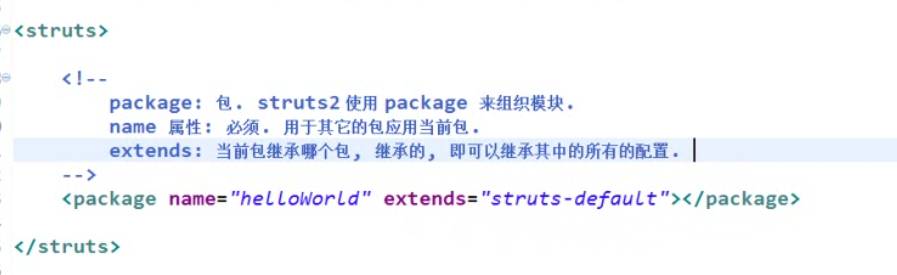 <struts>
<!--
package: 包. struts2 使用 package 来组织模块.
name 属性: 必须. 用于其它的包应用当前包.
extends: 当前包继承哪个包, 继承的, 即可以继承其中的所有的配置.
-->
<package name="helloWorld" extends="struts-default"></package>
</struts>